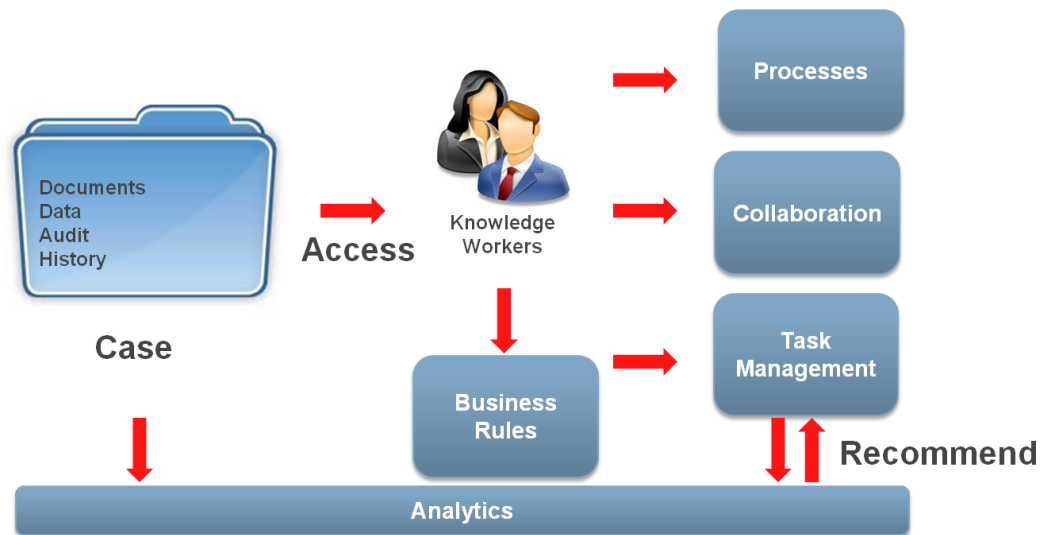 Documents
Data
Audit
History
Case
Access
Knowledge
Workers
Processes
Collaboration
Task
Management
Business
Rules
Recommend
Analytics